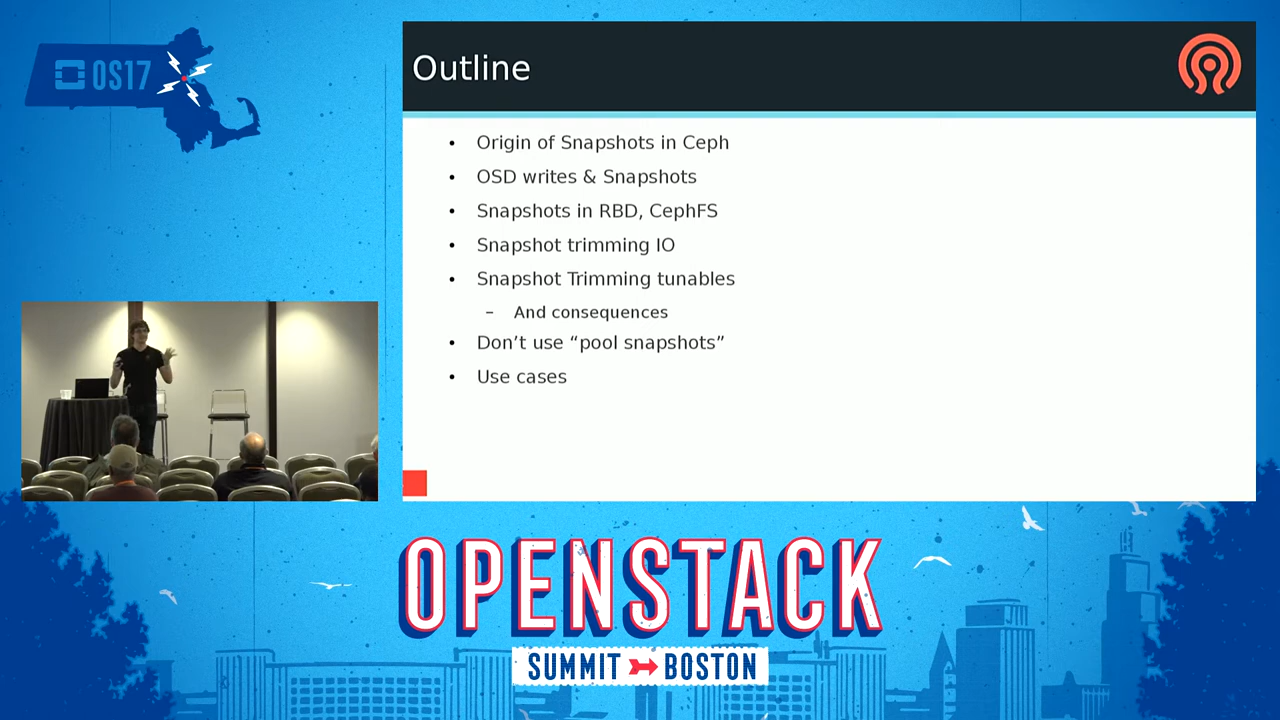 OS17
Outline
• Origin of Snapshots in Ceph
• OSD writes & Snapshots
• Snapshots in RBD, CephFS
• Snapshot trimming IO
• Snapshot Trimming tunables
– And consequences
• Don’t use “pool snapshots”
• Use cases
OPENSTACK
SUMMIT BOSTON